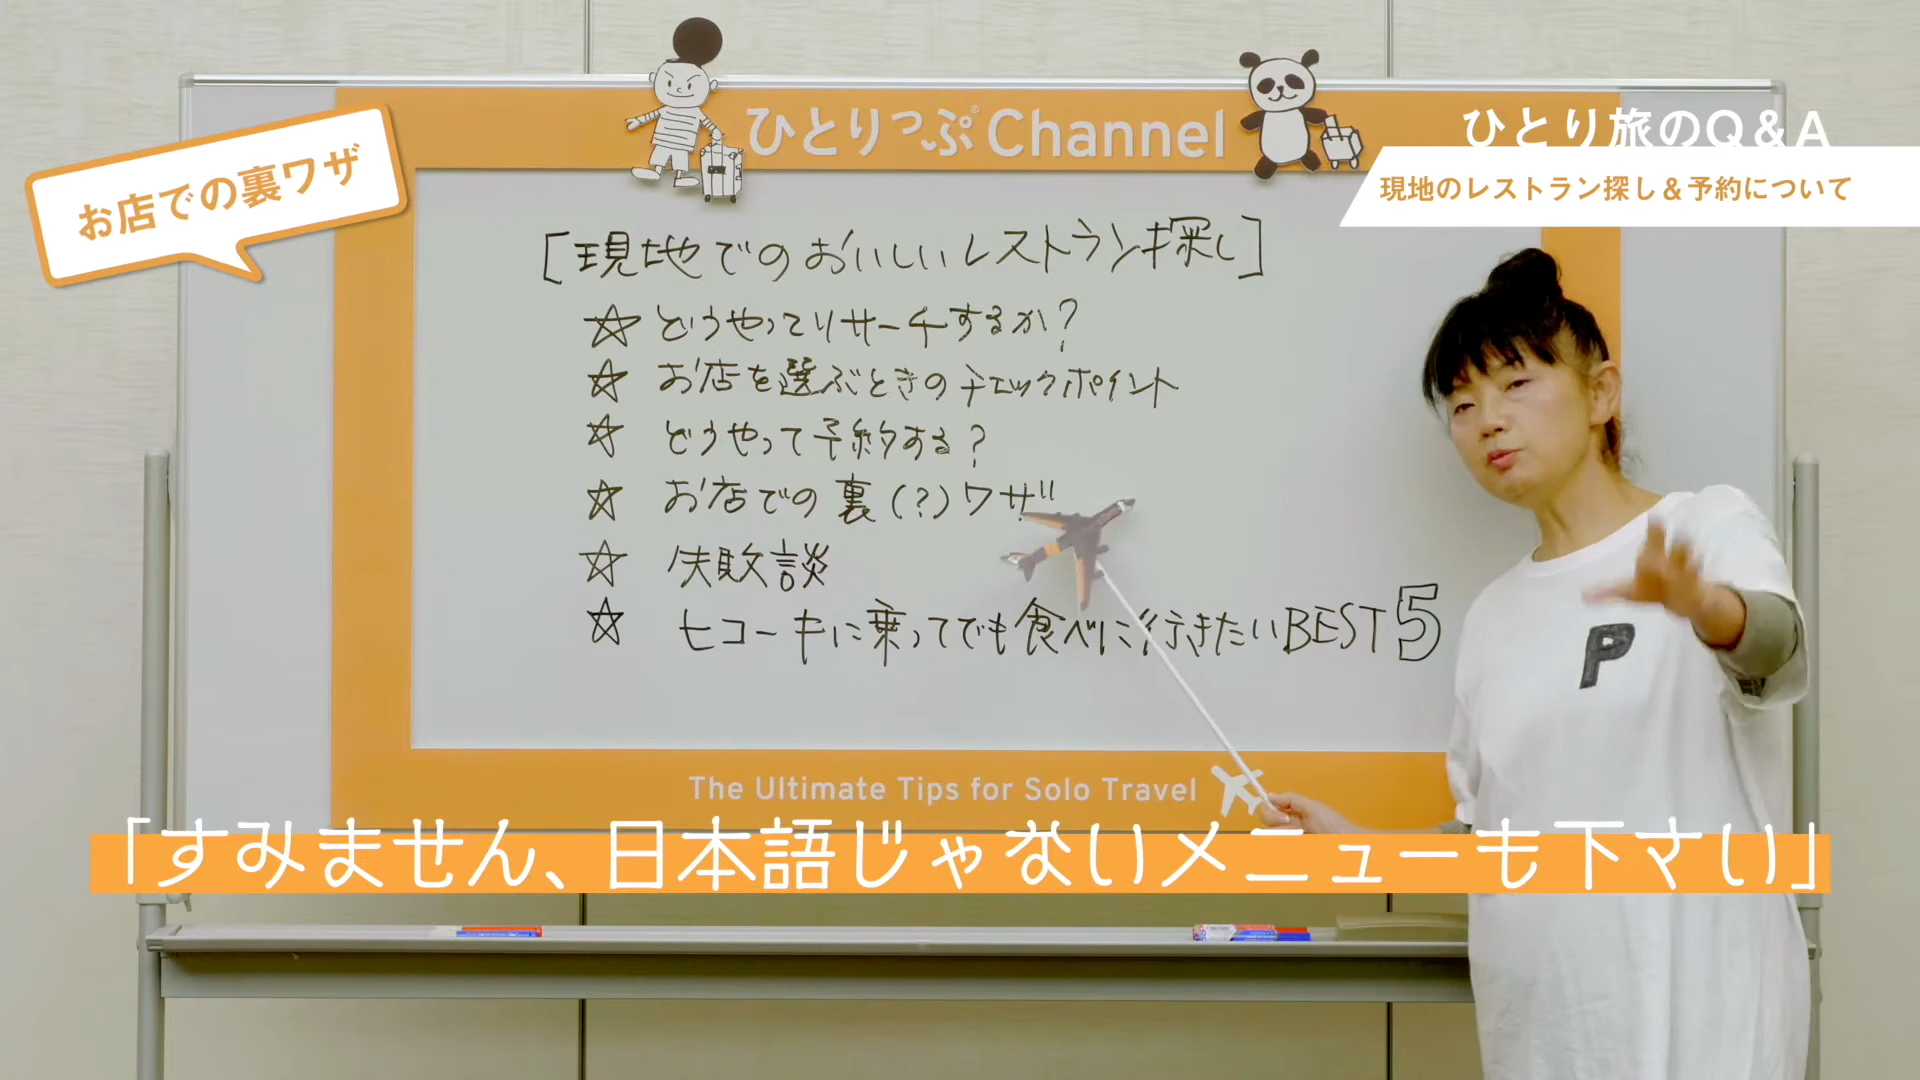 ひとりっぷ® Channel
ひとり旅のQ&A
現地のレストラン探し&予約について
お店での裏ワザ
[現地でのおいしいレストラン探し]
☆ どうやってリサーチするか?
☆ お店を選ぶときのチェックポイント
☆ どうやって予約する?
☆ お店での裏(?)ワザ
☆ 失敗談
☆ ヒコーキに乗ってでも食べに行きたいBEST5
P
The Ultimate Tips for Solo Travel
「すみません、日本語じゃないメニューも下さい」